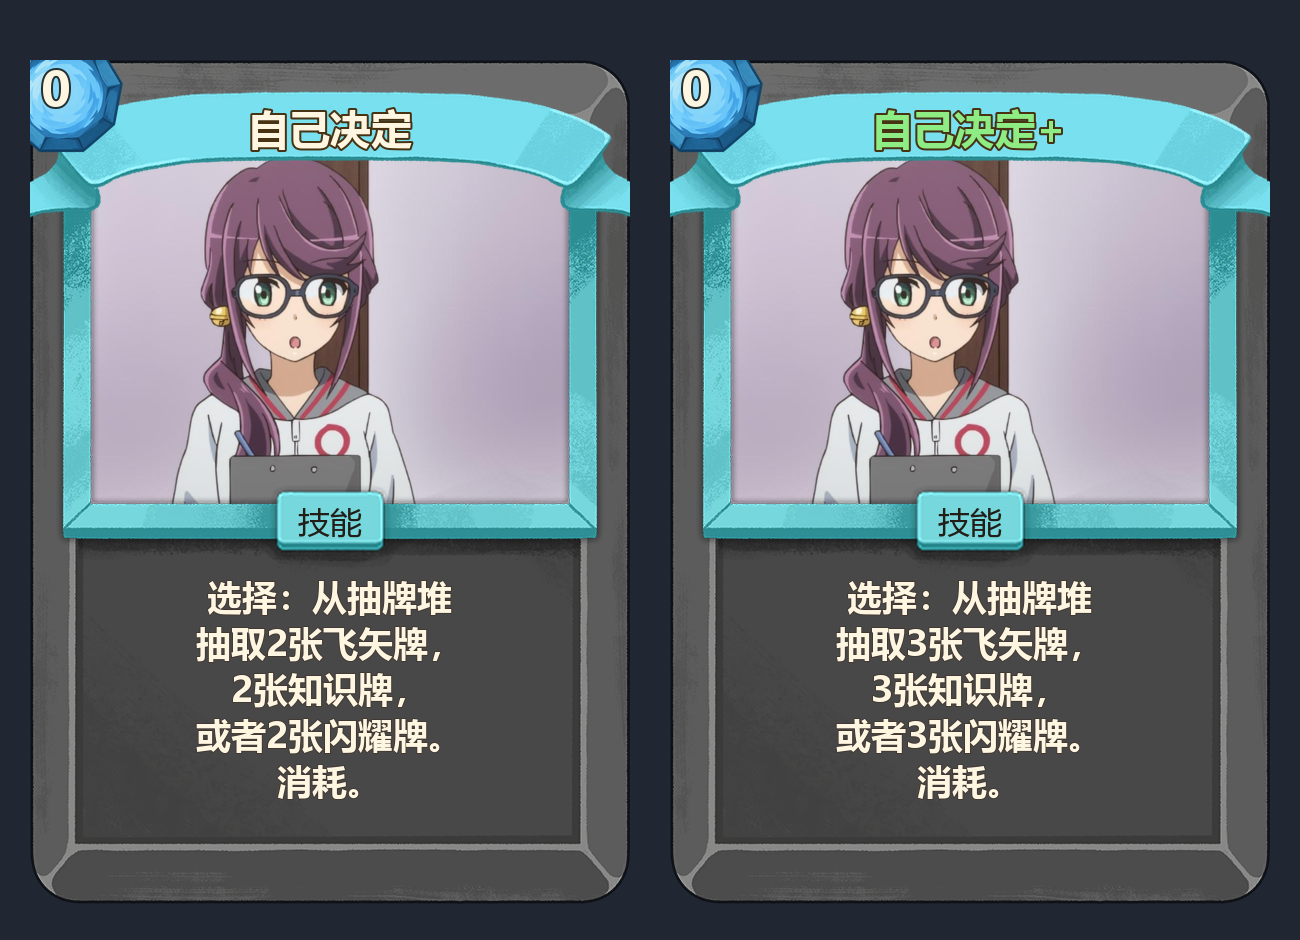 0
自己决定
技能
选择：从抽牌堆
抽取2张飞矢牌，
2张知识牌，
或者2张闪耀牌。
消耗。
0
自己决定+
技能
选择：从抽牌堆
抽取3张飞矢牌，
3张知识牌，
或者3张闪耀牌。
消耗。